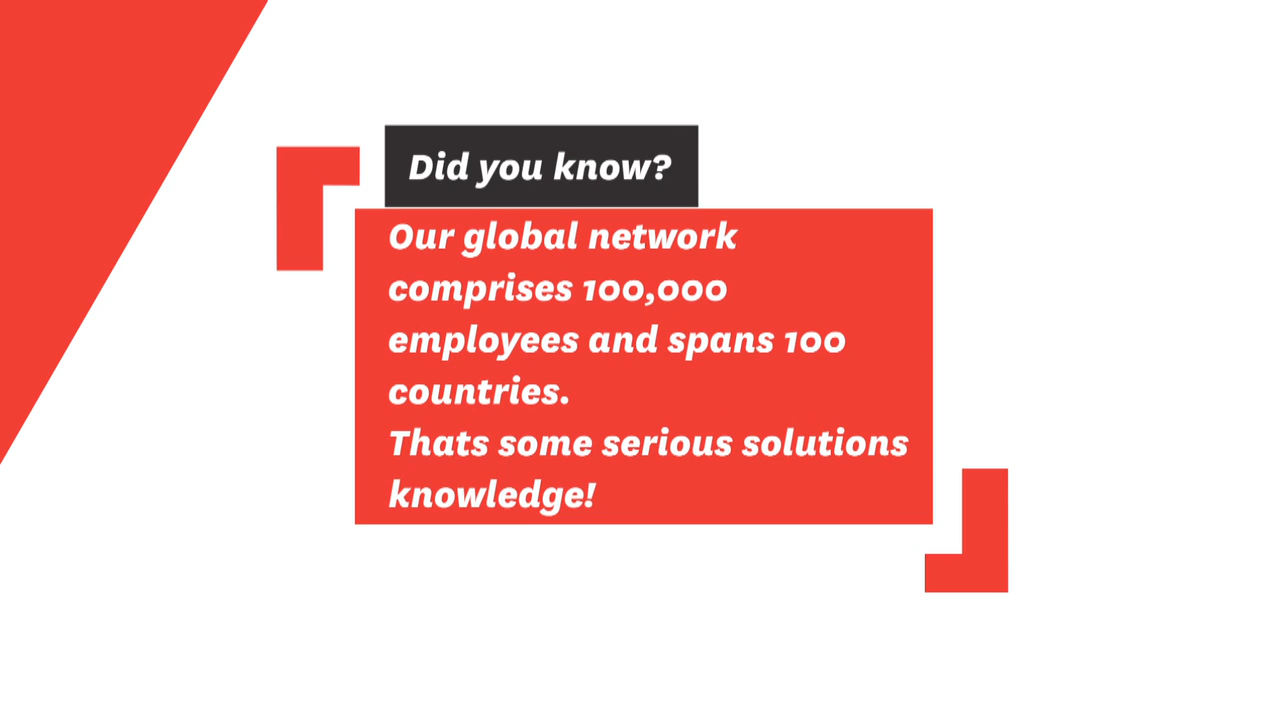 Did you know?
Our global network
comprises 100,000
employees and spans 100
countries.
Thats some serious solutions
knowledge!